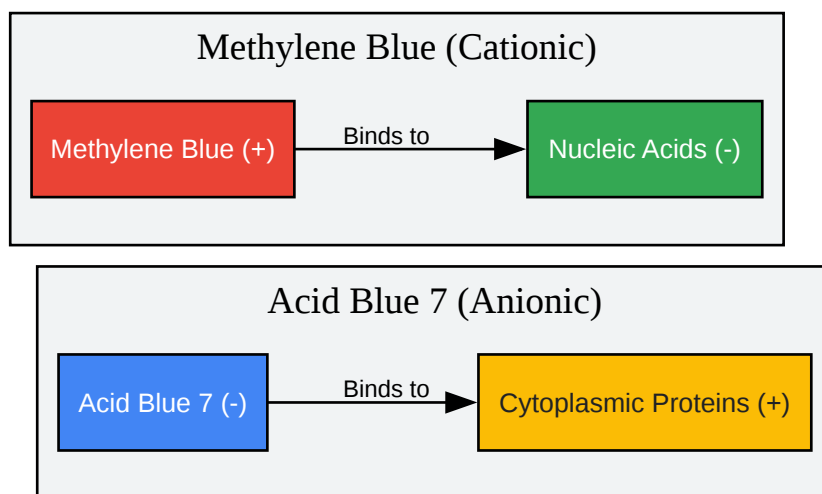 Methylene Blue (Cationic)
Methylene Blue (+)
Binds to
Nucleic Acids (-)
Acid Blue 7 (Anionic)
Acid Blue 7 (-)
Binds to
Cytoplasmic Proteins (+)